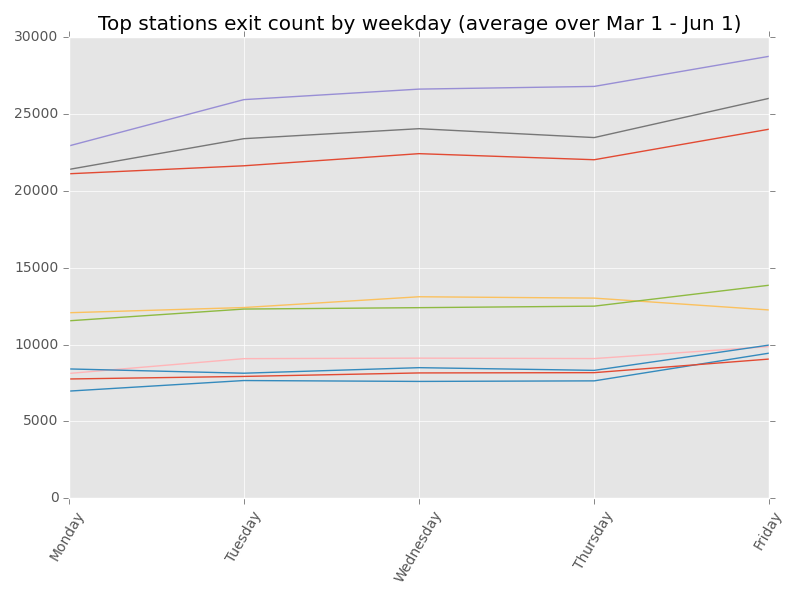 Top stations exit count by weekday (average over Mar 1 - Jun 1)
30000
25000
20000
15000
10000
5000
0
Monday
Tuesday
Wednesday
Thursday
Friday